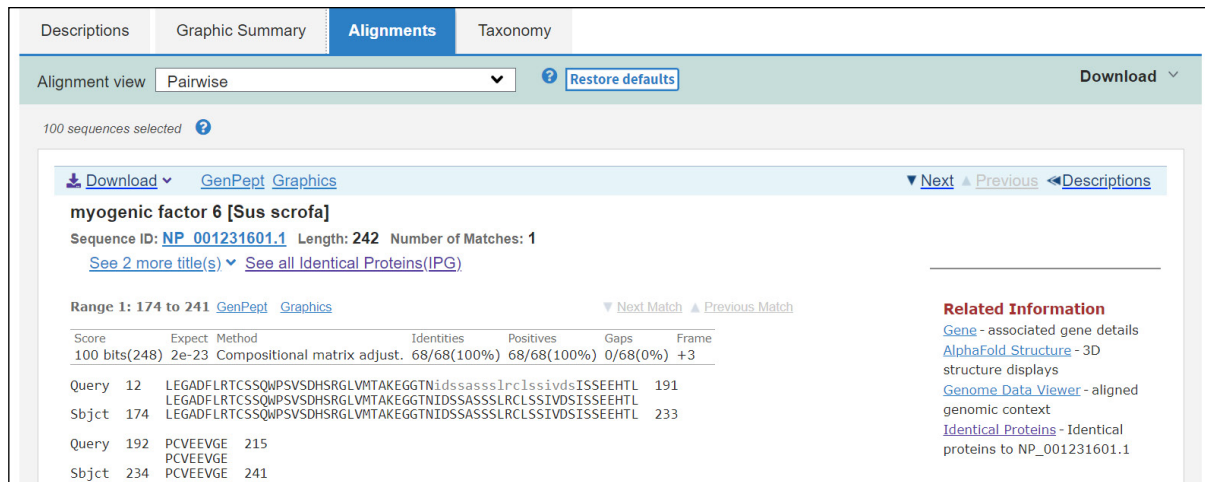 Descriptions Graphic Summary Alignments Taxonomy
Alignment view Pairwise Restore defaults Download
100 sequences selected
Download GenPept Graphics Next Previous Descriptions
myogenic factor 6 [Sus scrofa]
Sequence ID: NP_001231601.1 Length: 242 Number of Matches: 1
See 2 more title(s) See all Identical Proteins(IPG)
Range 1: 174 to 241 GenPept Graphics Next Match Previous Match
Score Expect Method Identities Positives Gaps Frame
100 bits(248) 2e-23 Compositional matrix adjust. 68/68(100%) 68/68(100%) 0/68(0%) +3
Query 12 LEGADFLRTCSSQWPSVSDHSRGLVMTAKEGGTNidssassslrclssivdsISSEEHTL 191
LEGADFLRTCSSQWPSVSDHSRGLVMTAKEGGTNIDSSASSSLRCLSSIVDSISSEEHTL
Sbjct 174 LEGADFLRTCSSQWPSVSDHSRGLVMTAKEGGTNIDSSASSSLRCLSSIVDSISSEEHTL 233
Query 192 PCVEEVGE 215
PCVEEVGE
Sbjct 234 PCVEEVGE 241
Related Information
Gene - associated gene details
AlphaFold Structure - 3D
structure displays
Genome Data Viewer - aligned
genomic context
Identical Proteins - Identical
proteins to NP_001231601.1